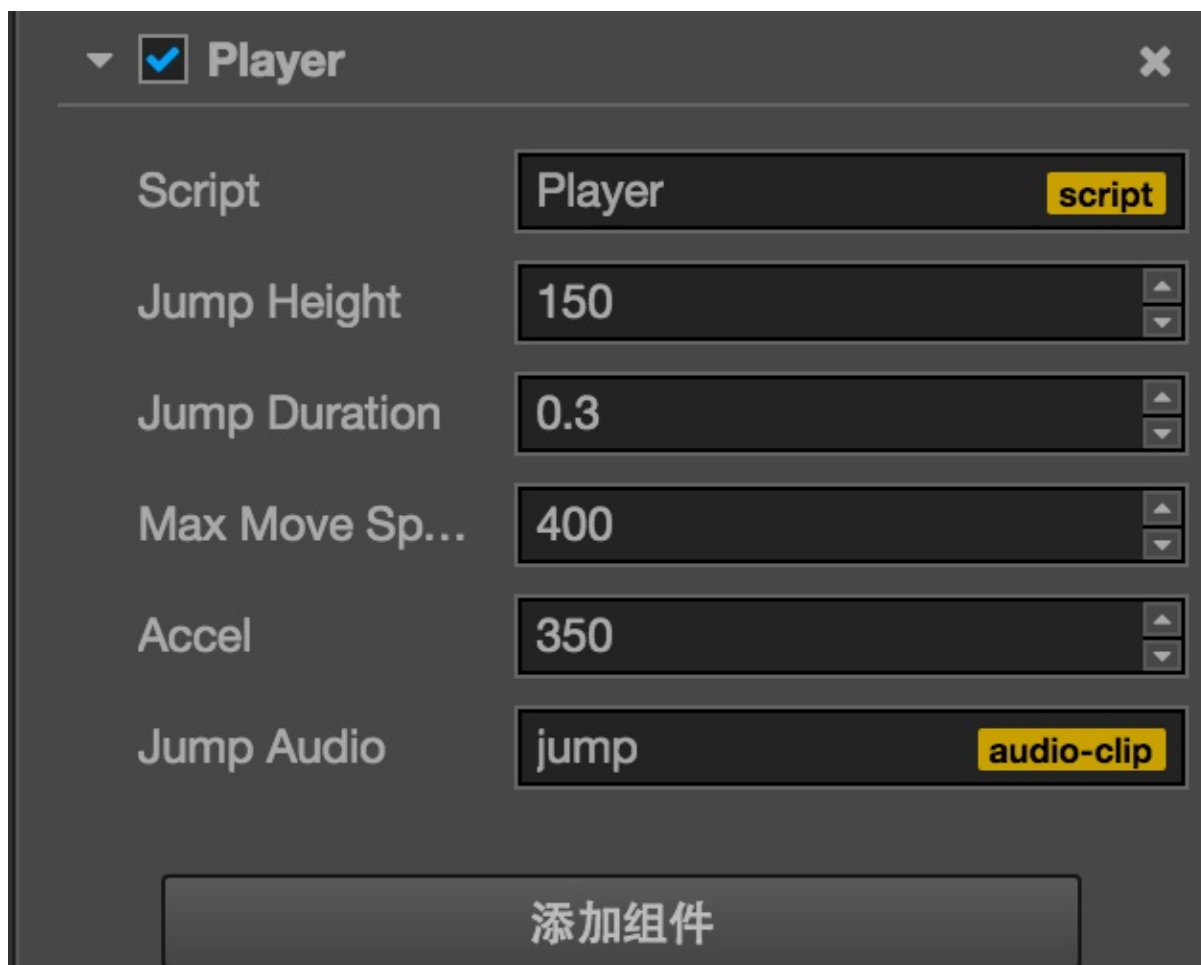 Player
Script Player script
Jump Height 150
Jump Duration 0.3
Max Move Sp... 400
Accel 350
Jump Audio jump audio-clip
添加组件